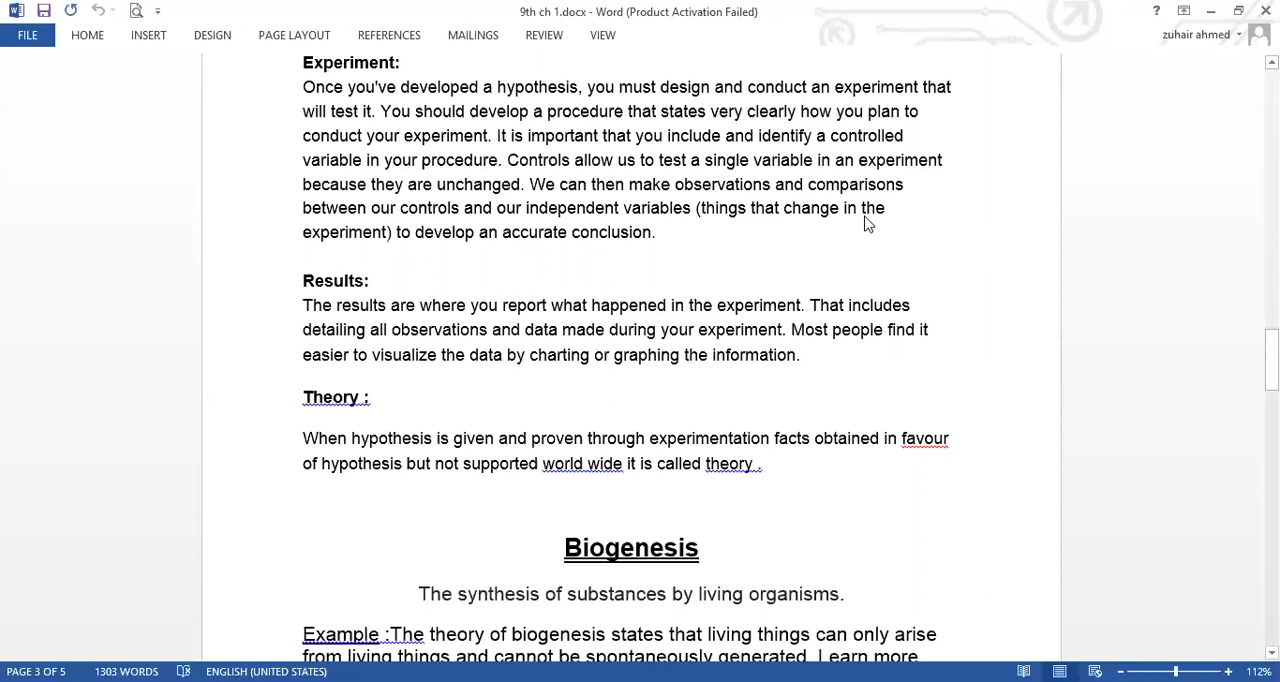 9th ch 1.docx - Word (Product Activation Failed)
FILE HOME INSERT DESIGN PAGE LAYOUT REFERENCES MAILINGS REVIEW VIEW zuhair ahmed
Experiment:
Once you've developed a hypothesis, you must design and conduct an experiment that
will test it. You should develop a procedure that states very clearly how you plan to
conduct your experiment. It is important that you include and identify a controlled
variable in your procedure. Controls allow us to test a single variable in an experiment
because they are unchanged. We can then make observations and comparisons
between our controls and our independent variables (things that change in the
experiment) to develop an accurate conclusion.
Results:
The results are where you report what happened in the experiment. That includes
detailing all observations and data made during your experiment. Most people find it
easier to visualize the data by charting or graphing the information.
Theory :
When hypothesis is given and proven through experimentation facts obtained in favour
of hypothesis but not supported world wide it is called theory .
Biogenesis
The synthesis of substances by living organisms.
Example :The theory of biogenesis states that living things can only arise
from living things and cannot be spontaneously generated. Learn more
PAGE 3 OF 5 1303 WORDS ENGLISH (UNITED STATES) 112%